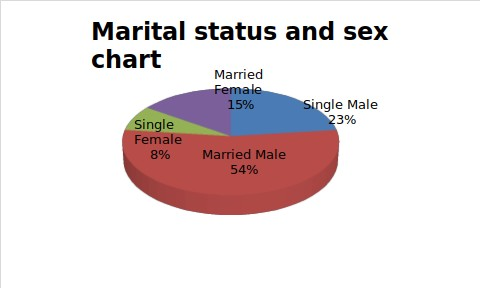 Marital status and sex
chart
Married
Female
15%
Single Male
23%
Single
Female
8%
Married Male
54%